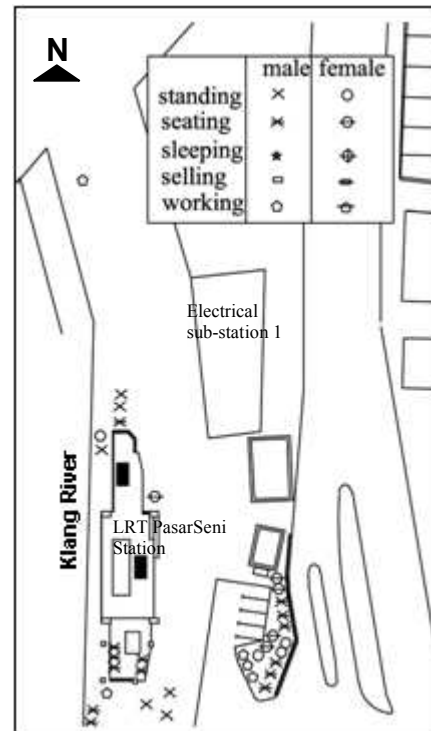 N
male female
standing
seating
sleeping
selling
working
Electrical
sub-station 1
Klang River
LRT PasarSeni
Station